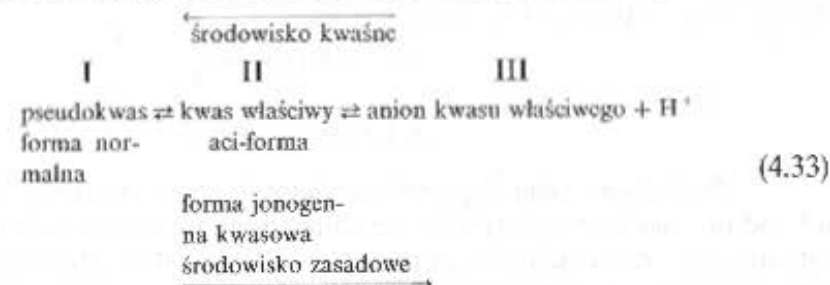 środowisko kwaśne
I II III
pseudokwas ⇄ kwas właściwy ⇄ anion kwasu właściwego + H⁺
forma nor- aci-forma
malna
(4.33)
forma jonogen-
na kwasowa
środowisko zasadowe